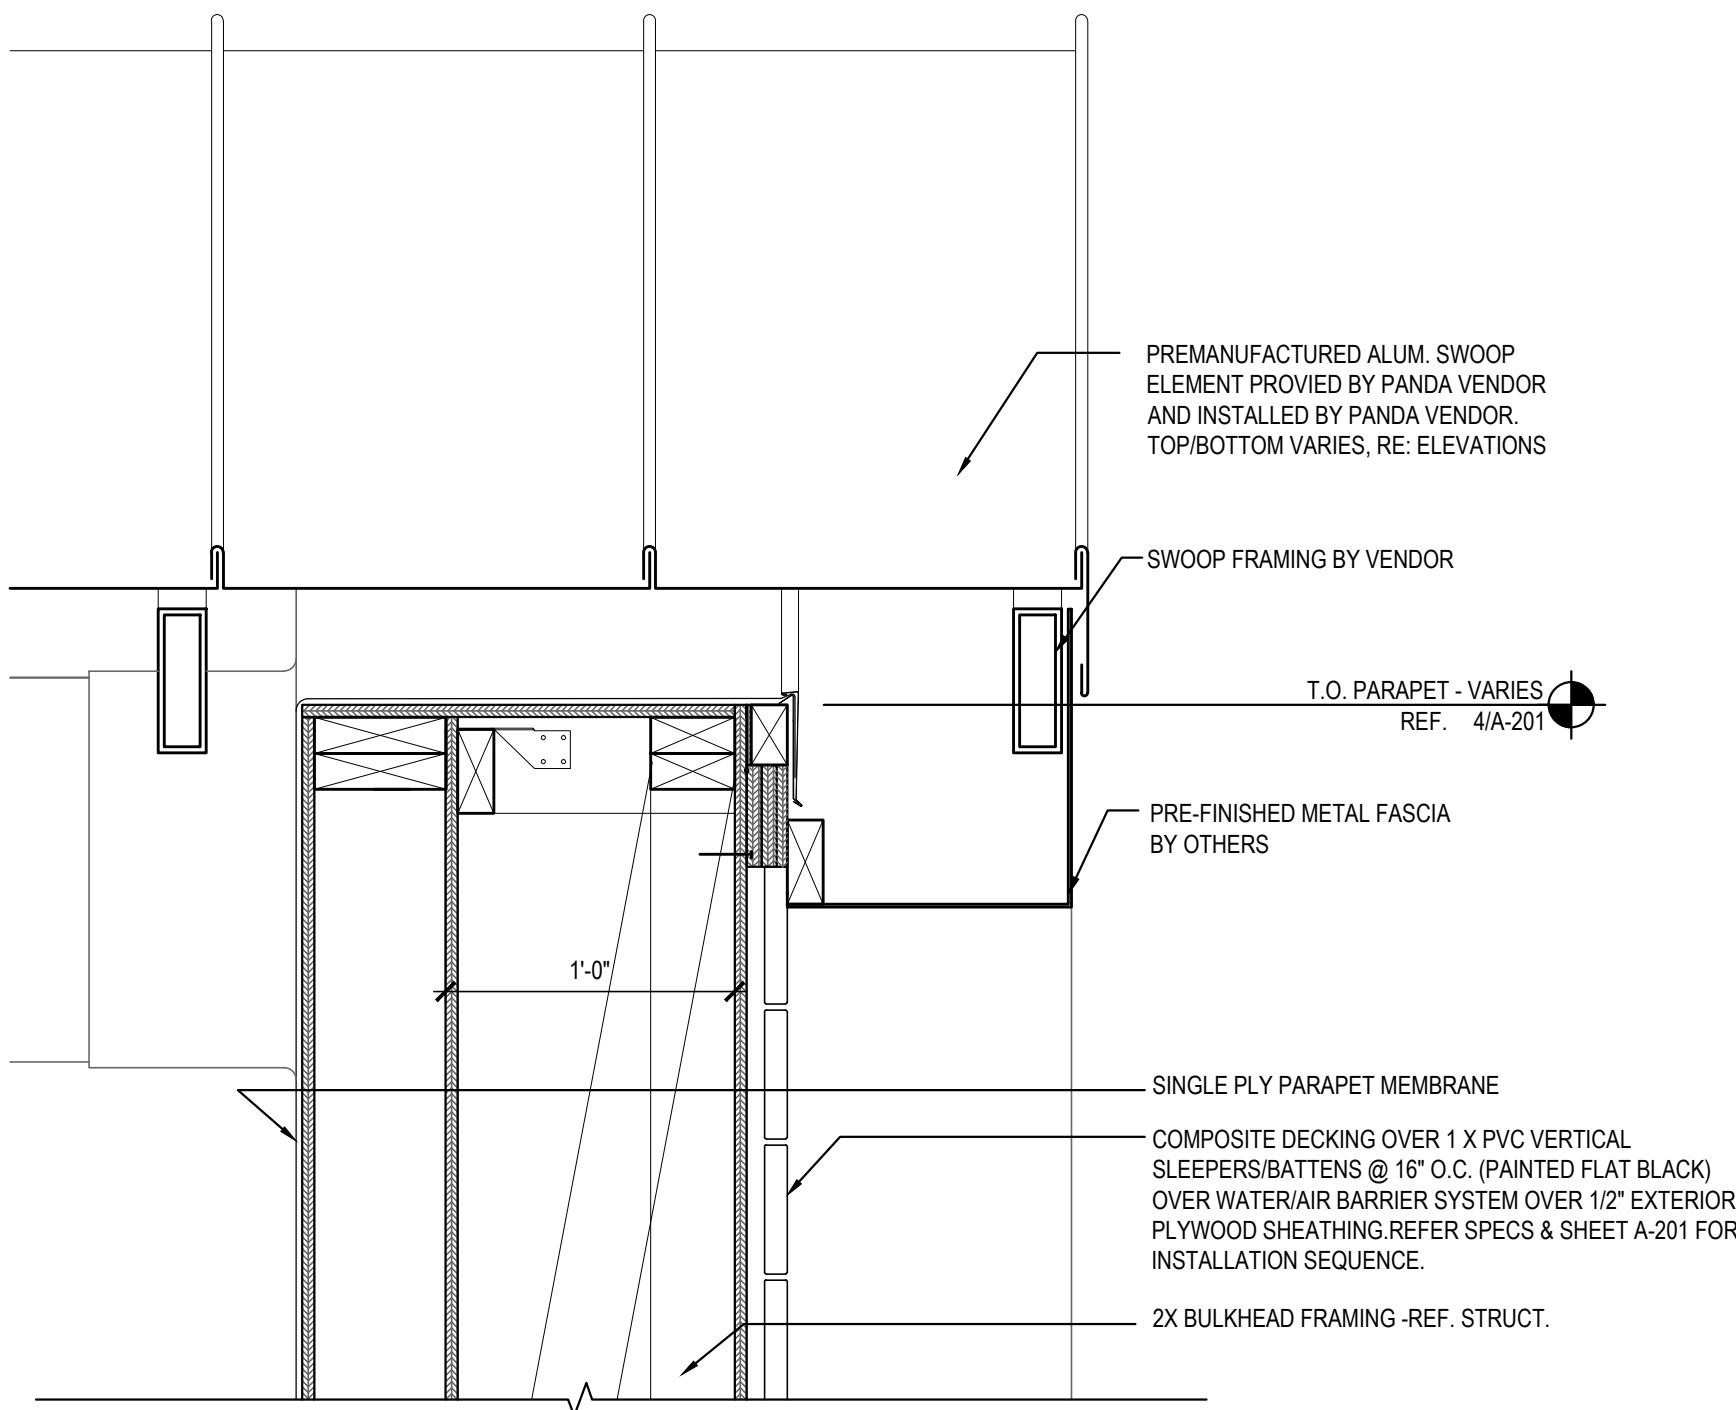 PREMANUFACTURED ALUM. SWOOP
ELEMENT PROVIED BY PANDA VENDOR
AND INSTALLED BY PANDA VENDOR.
TOP/BOTTOM VARIES, RE: ELEVATIONS
SWOOP FRAMING BY VENDOR
T.O. PARAPET - VARIES
REF. 4/A-201
PRE-FINISHED METAL FASCIA
BY OTHERS
1'-0"
SINGLE PLY PARAPET MEMBRANE
COMPOSITE DECKING OVER 1 X PVC VERTICAL
SLEEPERS/BATTENS @ 16" O.C. (PAINTED FLAT BLACK)
OVER WATER/AIR BARRIER SYSTEM OVER 1/2" EXTERIOR
PLYWOOD SHEATHING.REFER SPECS & SHEET A-201 FOR
INSTALLATION SEQUENCE.
2X BULKHEAD FRAMING -REF. STRUCT.